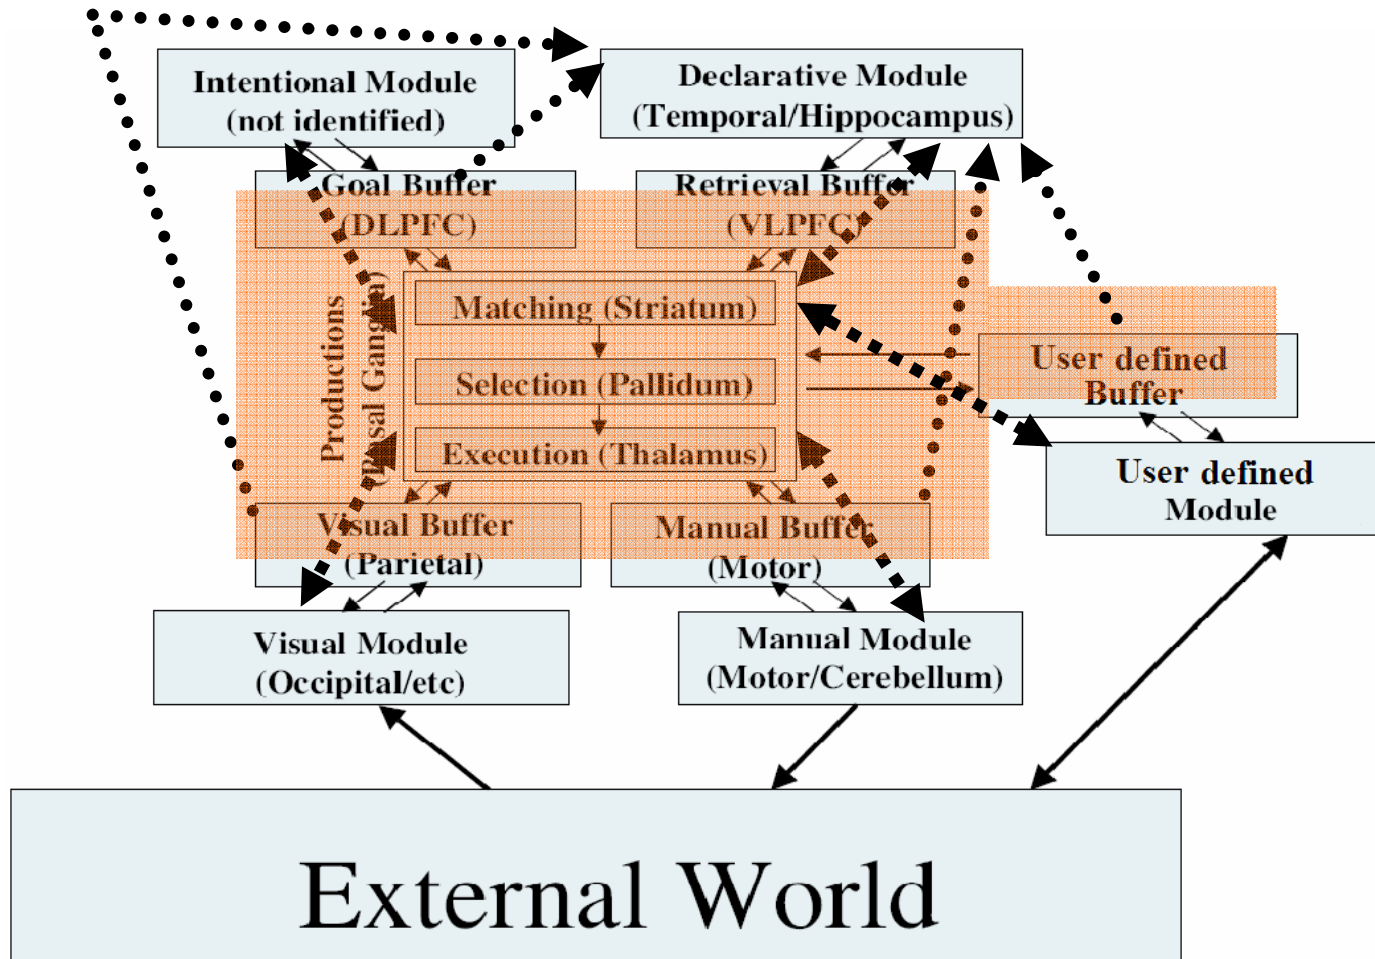 Intentional Module
(not identified)
Declarative Module
(Temporal/Hippocampus)
Goal Buffer
(DLPFC)
Retrieval Buffer
(VLPFC)
Productions
(Basal Ganglia)
Matching (Striatum)
Selection (Pallidum)
Execution (Thalamus)
User defined
Buffer
User defined
Module
Visual Buffer
(Parietal)
Manual Buffer
(Motor)
Visual Module
(Occipital/etc)
Manual Module
(Motor/Cerebellum)
External World